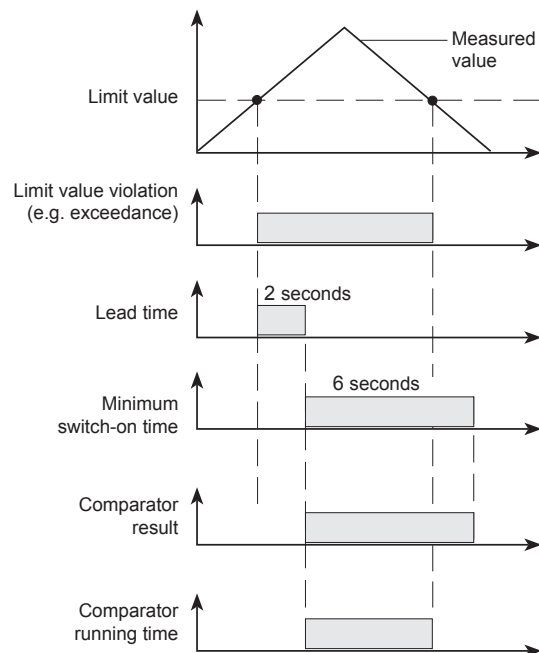 Measured
value
Limit value
Limit value violation
(e.g. exceedance)
2 seconds
Lead time
6 seconds
Minimum
switch-on time
Comparator
result
Comparator
running time